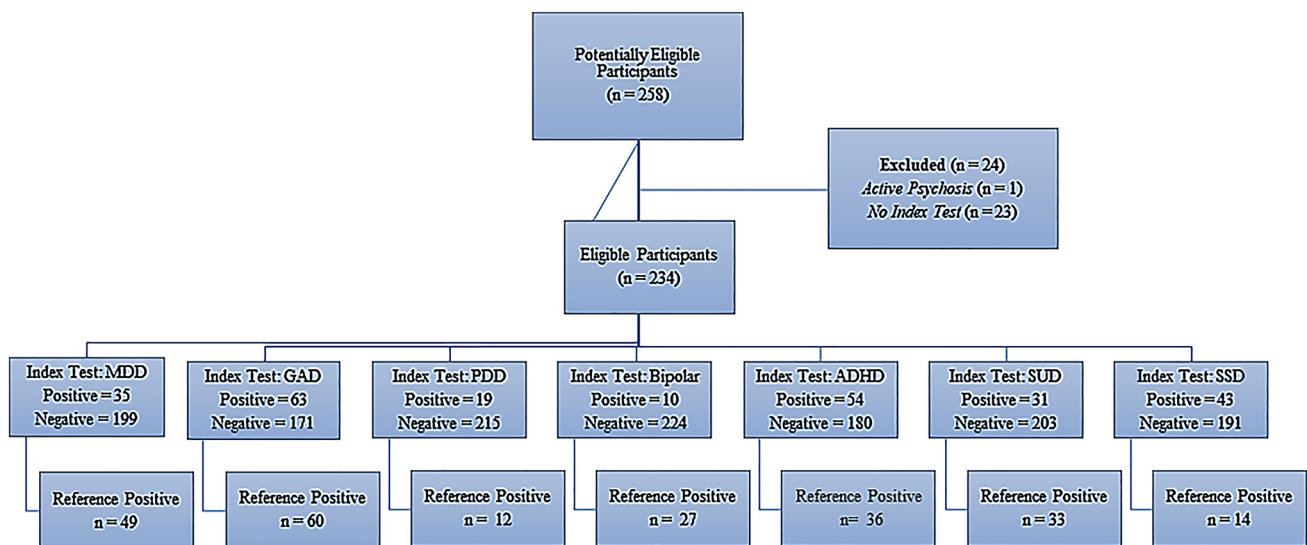 Potentially Eligible
Participants
(n = 258)
Excluded (n = 24)
Active Psychosis (n = 1)
No Index Test (n = 23)
Eligible Participants
(n = 234)
Index Test: MDD
Positive = 35
Negative = 199
Index Test: GAD
Positive = 63
Negative = 171
Index Test: PDD
Positive = 19
Negative = 215
Index Test: Bipolar
Positive = 10
Negative = 224
Index Test: ADHD
Positive = 54
Negative = 180
Index Test: SUD
Positive = 31
Negative = 203
Index Test: SSD
Positive = 43
Negative = 191
Reference Positive
n = 49
Reference Positive
n = 60
Reference Positive
n = 12
Reference Positive
n = 27
Reference Positive
n= 36
Reference Positive
n = 33
Reference Positive
n = 14